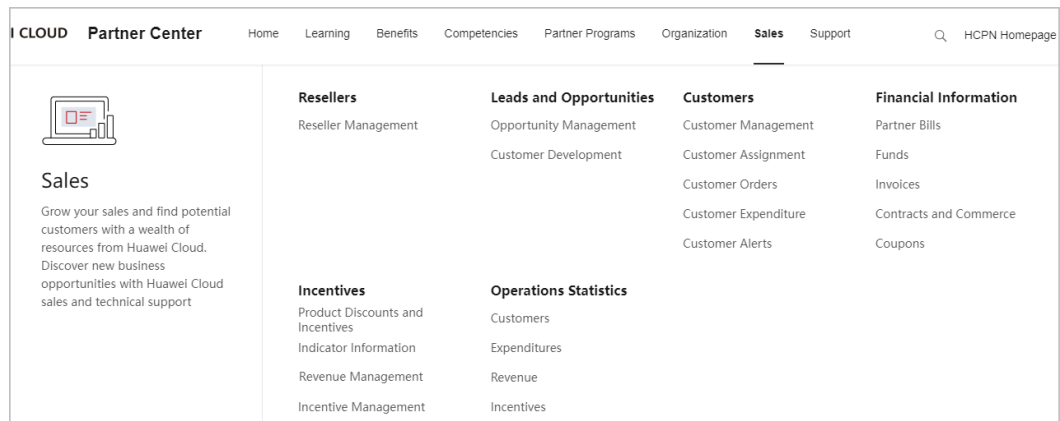 I CLOUD Partner Center Home Learning Benefits Competencies Partner Programs Organization Sales Support HCPN Homepage
Sales
Grow your sales and find potential
customers with a wealth of
resources from Huawei Cloud.
Discover new business
opportunities with Huawei Cloud
sales and technical support
Resellers
Reseller Management
Leads and Opportunities
Opportunity Management
Customer Development
Customers
Customer Management
Customer Assignment
Customer Orders
Customer Expenditure
Customer Alerts
Financial Information
Partner Bills
Funds
Invoices
Contracts and Commerce
Coupons
Incentives
Product Discounts and
Incentives
Indicator Information
Revenue Management
Incentive Management
Operations Statistics
Customers
Expenditures
Revenue
Incentives